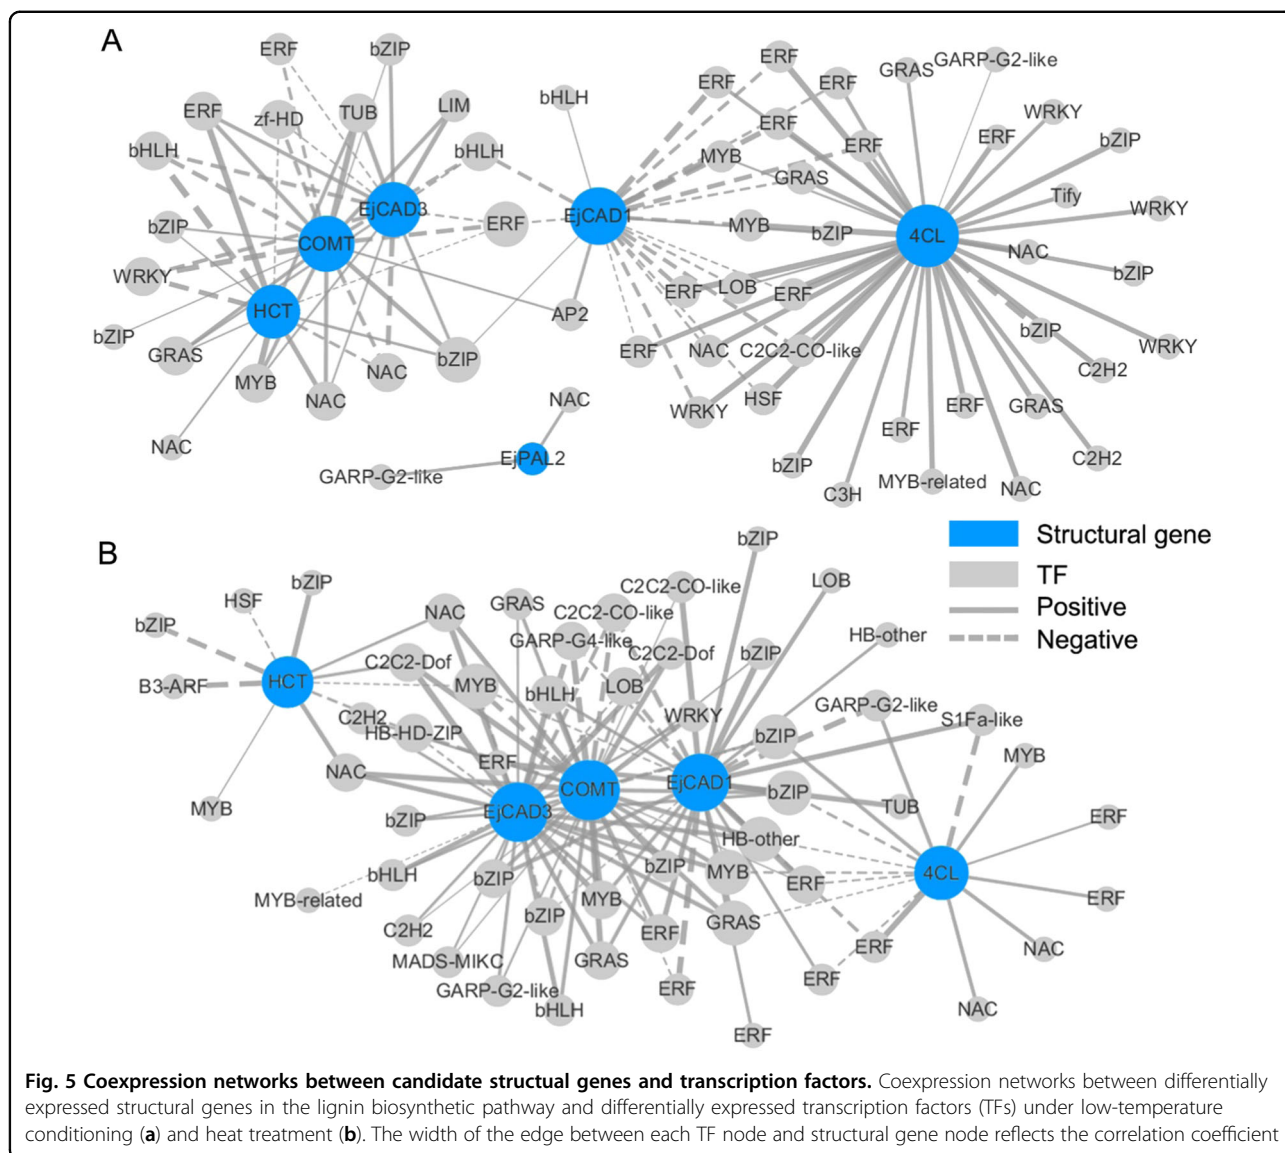 A
ERF
bZIP
ERF
zf-HD
TUB
LIM
bHLH
bHLH
bHLH
EjCAD3
ERF
bZIP
COMT
WRKY
HCT
bZIP
GRAS
MYB
NAC
NAC
bZIP
NAC
AP2
NAC
EjPAL2
GARP-G2-like
EjCAD1
ERF
ERF
ERF
ERF
ERF
MYB
GRAS
MYB
bZIP
GRAS
GARP-G2-like
WRKY
ERF
bZIP
Tify
WRKY
4CL
NAC
bZIP
ERF
LOB
ERF
bZIP
WRKY
ERF
NAC
C2C2-CO-like
C2H2
WRKY
HSF
ERF
ERF
GRAS
bZIP
C3H
MYB-related
NAC
C2H2
B
bZIP
HSF
bZIP
B3-ARF
HCT
MYB
NAC
GRAS
C2C2-CO-like
C2C2-CO-like
GARP-G4-like
C2C2-Dof
C2C2-Dof
MYB
bHLH
LOB
C2H2
HB-HD-ZIP
WRKY
NAC
ERF
bZIP
LOB
bZIP
HB-other
GARP-G2-like
S1Fa-like
bZIP
MYB
EjCAD3
COMT
EjCAD1
bZIP
TUB
ERF
bZIP
HB-other
bHLH
MYB-related
bZIP
bZIP
MYB
ERF
4CL
ERF
C2H2
bZIP
MYB
ERF
GRAS
ERF
NAC
MADS-MIKC
GRAS
GARP-G2-like
ERF
ERF
bHLH
ERF
NAC
Structural gene
TF
Positive
Negative
Fig. 5 Coexpression networks between candidate structual genes and transcription factors. Coexpression networks between differentially
expressed structural genes in the lignin biosynthetic pathway and differentially expressed transcription factors (TFs) under low-temperature
conditioning (a) and heat treatment (b). The width of the edge between each TF node and structural gene node reflects the correlation coefficient